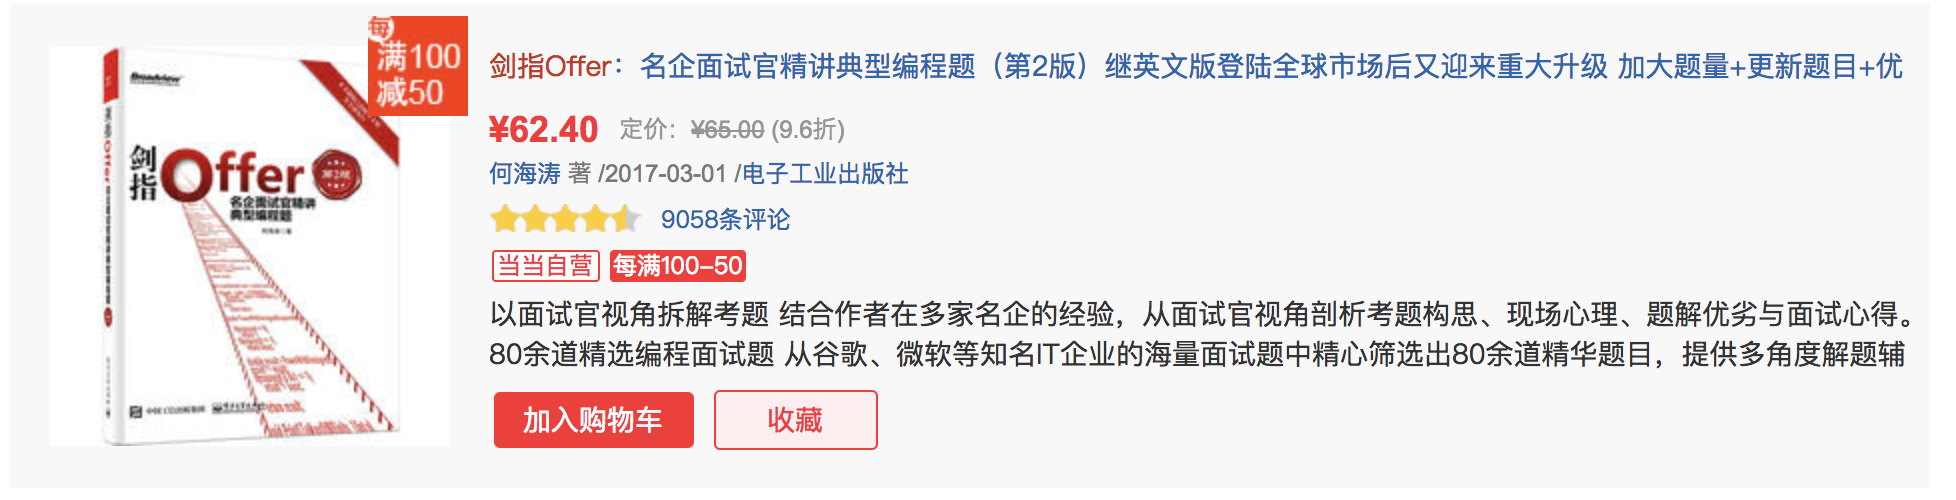 每
满100
减50
Broadview
剑指Offer
第2版
名企面试官精讲
典型编程题
剑指Offer：名企面试官精讲典型编程题（第2版）继英文版登陆全球市场后又迎来重大升级 加大题量+更新题目+优
¥62.40 定价：¥65.00 (9.6折)
何海涛 著 /2017-03-01 /电子工业出版社
9058条评论
当当自营 每满100-50
以面试官视角拆解考题 结合作者在多家名企的经验，从面试官视角剖析考题构思、现场心理、题解优劣与面试心得。
80余道精选编程面试题 从谷歌、微软等知名IT企业的海量面试题中精心筛选出80余道精华题目，提供多角度解题辅
加入购物车 收藏